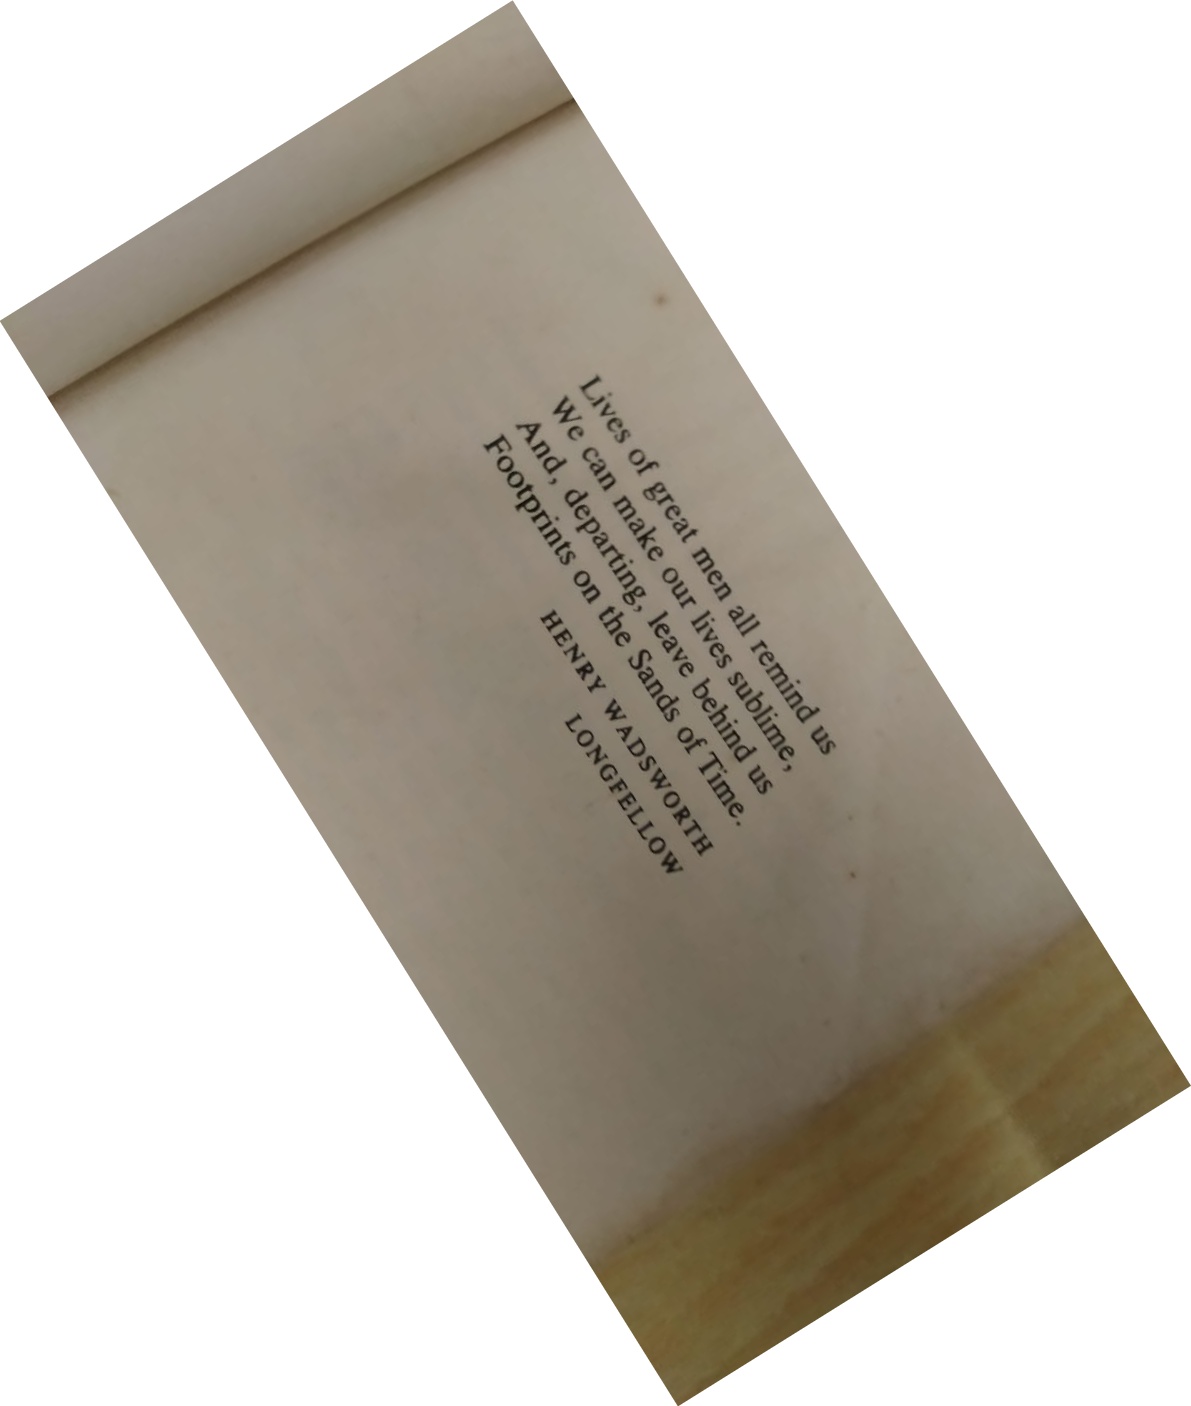 Lives of great men all remind us
We can make our lives sublime,
And, departing, leave behind us
Footprints on the Sands of Time.
HENRY WADSWORTH
LONGFELLOW